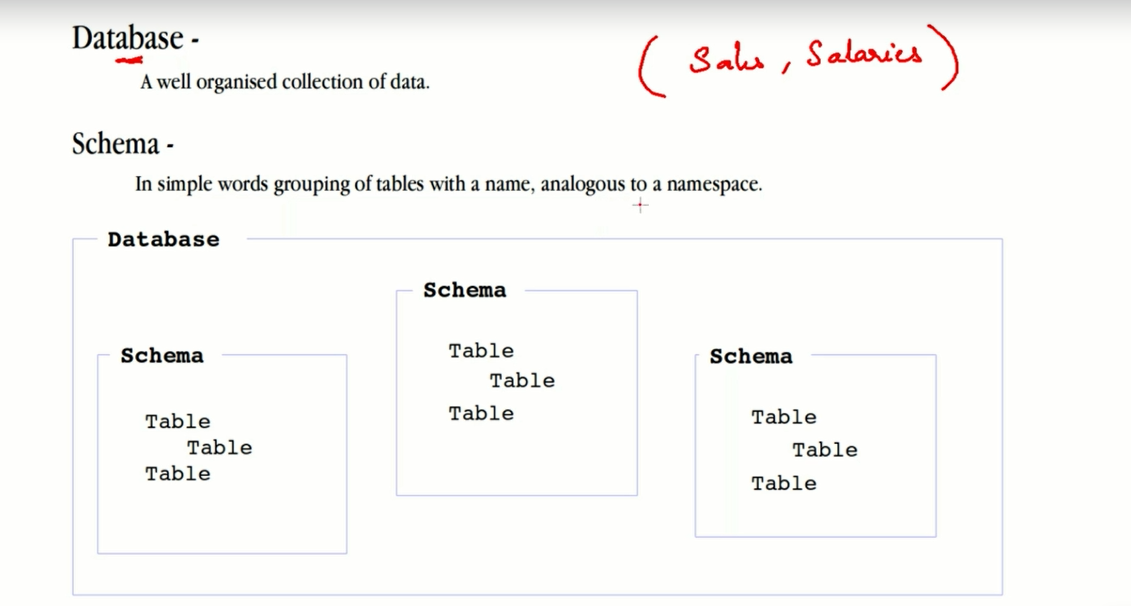 Database -
( Sales, Salaries )
A well organised collection of data.
Schema -
In simple words grouping of tables with a name, analogous to a namespace.
Database
Schema
Table
Table
Table
Schema
Table
Table
Table
Schema
Table
Table
Table